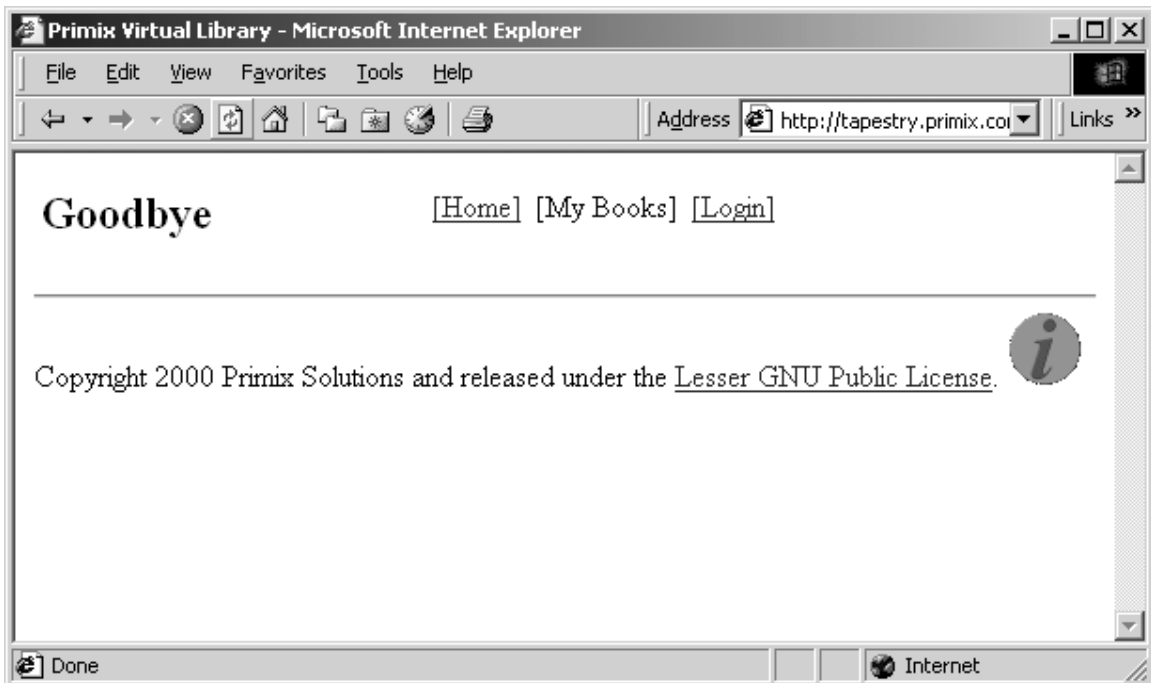 Primix Virtual Library - Microsoft Internet Explorer
File Edit View Favorites Tools Help
Address http://tapestry.primix.co Links »
Goodbye [Home] [My Books] [Login]
i
Copyright 2000 Primix Solutions and released under the Lesser GNU Public License.
Done Internet